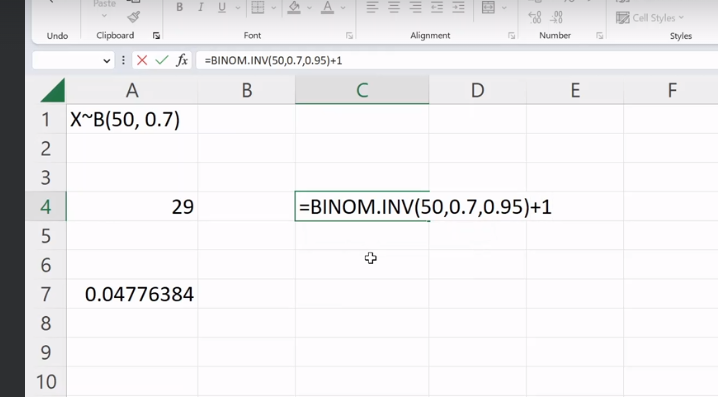 Paste
B I U
A
Cell Styles
Undo Clipboard Font Alignment Number Styles
fx =BINOM.INV(50,0.7,0.95)+1
A B C D E F
1 X~B(50, 0.7)
2
3
4 29 =BINOM.INV(50,0.7,0.95)+1
5
6
7 0.04776384
8
9
10